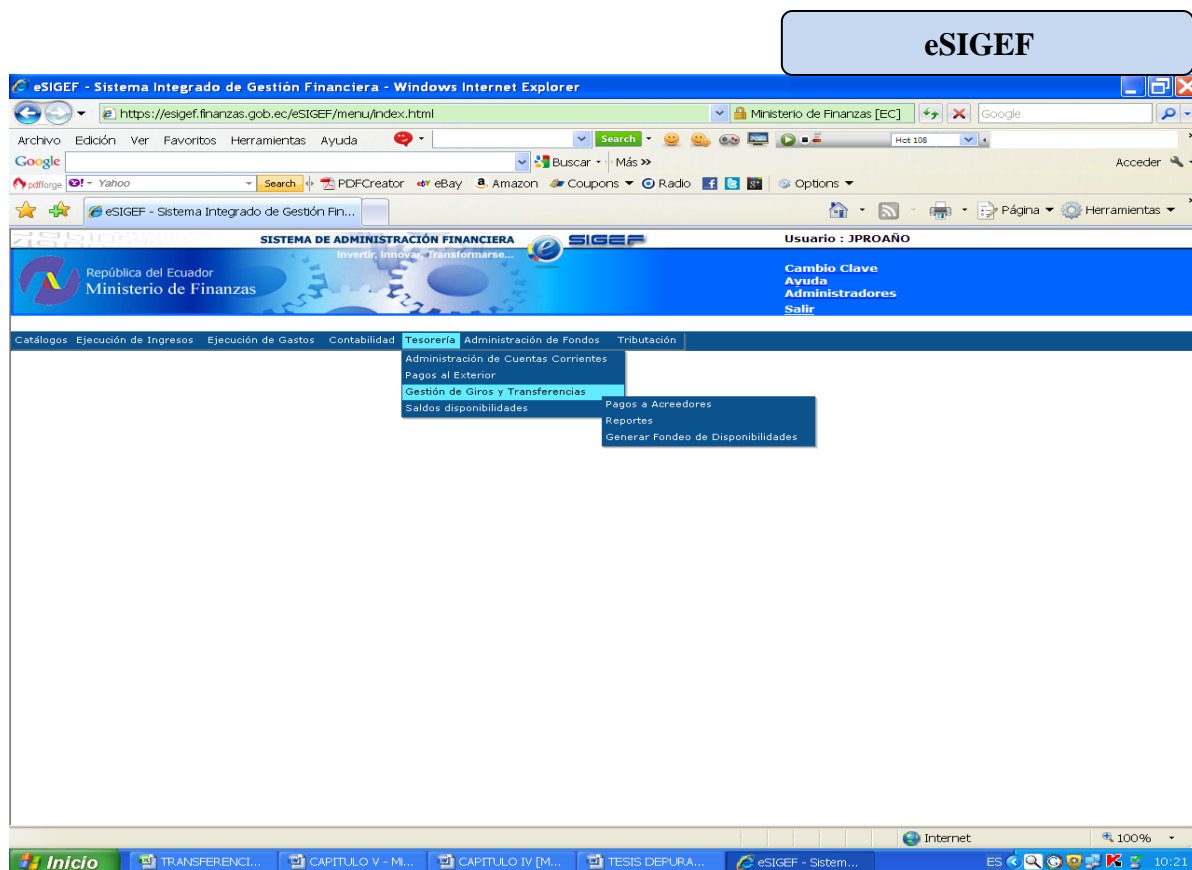 eSIGEF
eSIGEF - Sistema Integrado de Gestión Financiera - Windows Internet Explorer
https://esigef.finanzas.gob.ec/eSIGEF/menu/index.html
Ministerio de Finanzas [EC]
Google
Archivo Edición Ver Favoritos Herramientas Ayuda
Search
Hot 108
Google
Buscar
Más »
Acceder
pdfforge
Yahoo
Search
PDFCreator
eBay
Amazon
Coupons
Radio
Options
eSIGEF - Sistema Integrado de Gestión Fin...
Página
Herramientas
SISTEMA DE ADMINISTRACIÓN FINANCIERA
Invertir, Innovar, Transformarse...
e SIGEF
Usuario : JPROAÑO
República del Ecuador
Ministerio de Finanzas
Cambio Clave
Ayuda
Administradores
Salir
Catálogos Ejecución de Ingresos Ejecución de Gastos Contabilidad Tesorería Administración de Fondos Tributación
Administración de Cuentas Corrientes
Pagos al Exterior
Gestión de Giros y Transferencias
Saldos disponibilidades
Pagos a Acreedores
Reportes
Generar Fondeo de Disponibilidades
Internet
100%
Inicio
TRANSFERENCI...
CAPITULO V - MI...
CAPITULO IV [M...
TESIS DEPURA...
eSIGEF - Sistem...
ES
10:21